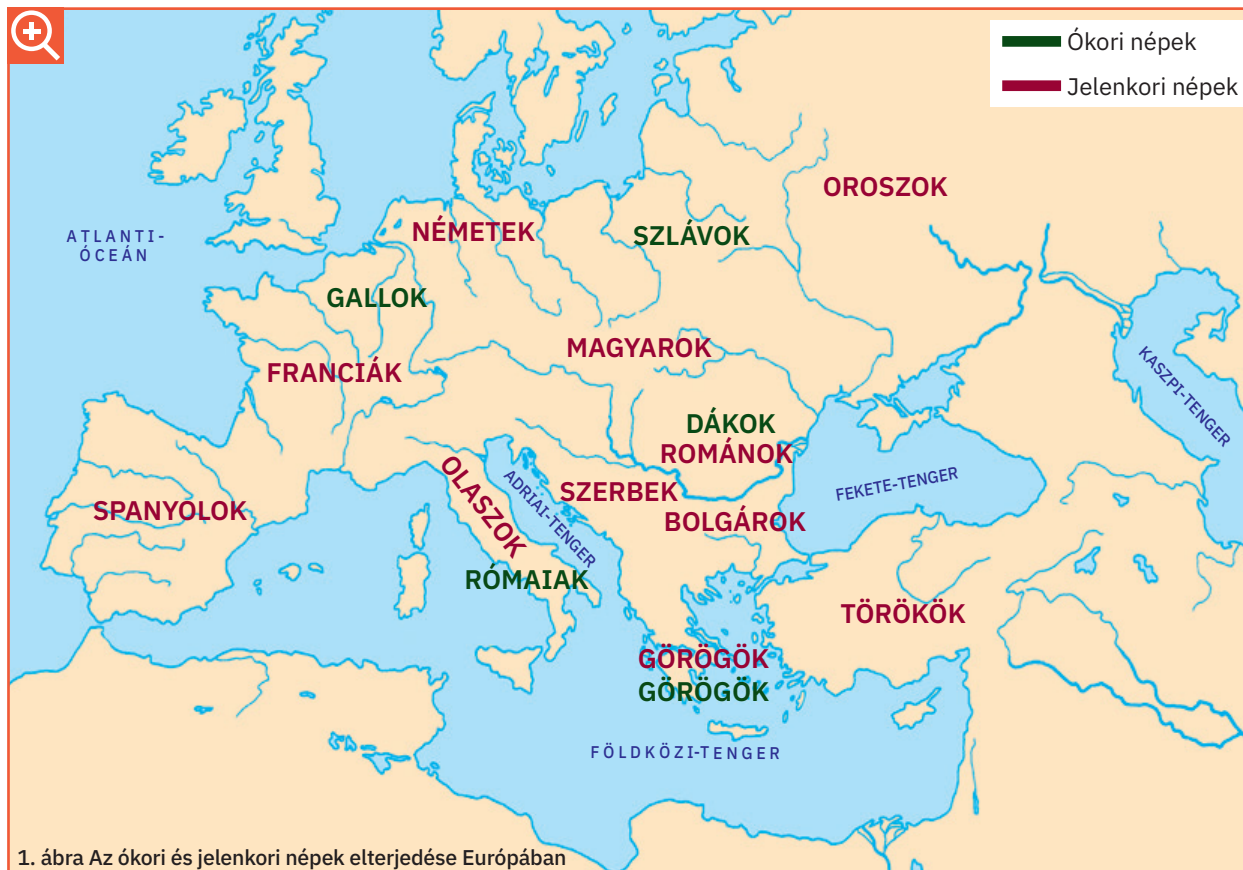 Ókori népek
Jelenkori népek
OROSZOK
NÉMETEK
SZLÁVOK
ATLANTI-
ÓCEÁN
GALLOK
MAGYAROK
FRANCIÁK
KASZPI-TENGER
DÁKOK
ROMÁNOK
FEKETE-TENGER
OLASZOK
ADRIAI-TENGER
SZERBEK
SPANYOLOK
BOLGÁROK
RÓMAIAK
TÖRÖKÖK
GÖRÖGÖK
GÖRÖGÖK
FÖLDKÖZI-TENGER
1. ábra Az ókori és jelenkori népek elterjedése Európában